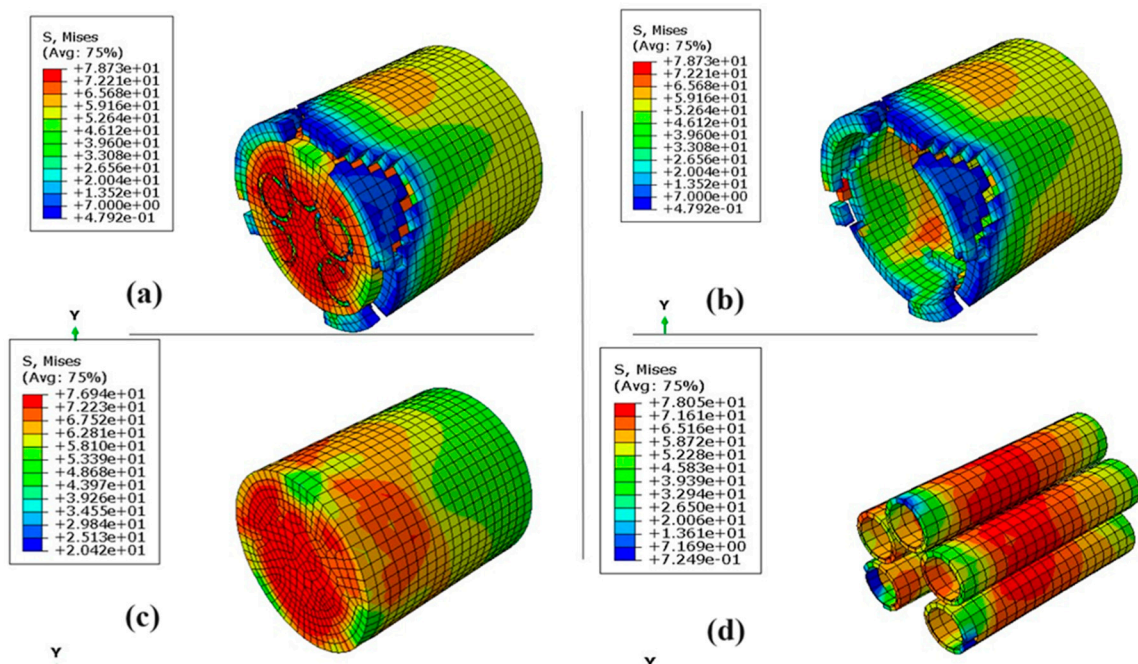 S, Mises
(Avg: 75%)
+7.873e+01
+7.221e+01
+6.568e+01
+5.916e+01
+5.264e+01
+4.612e+01
+3.960e+01
+3.308e+01
+2.656e+01
+2.004e+01
+1.352e+01
+7.000e+00
+4.792e-01
(a)
S, Mises
(Avg: 75%)
+7.873e+01
+7.221e+01
+6.568e+01
+5.916e+01
+5.264e+01
+4.612e+01
+3.960e+01
+3.308e+01
+2.656e+01
+2.004e+01
+1.352e+01
+7.000e+00
+4.792e-01
(b)
Y
Y
S, Mises
(Avg: 75%)
+7.694e+01
+7.223e+01
+6.752e+01
+6.281e+01
+5.810e+01
+5.339e+01
+4.868e+01
+4.397e+01
+3.926e+01
+3.455e+01
+2.984e+01
+2.513e+01
+2.042e+01
(c)
Y
S, Mises
(Avg: 75%)
+7.805e+01
+7.161e+01
+6.516e+01
+5.872e+01
+5.228e+01
+4.583e+01
+3.939e+01
+3.294e+01
+2.650e+01
+2.006e+01
+1.361e+01
+7.169e+00
+7.249e-01
(d)
Y